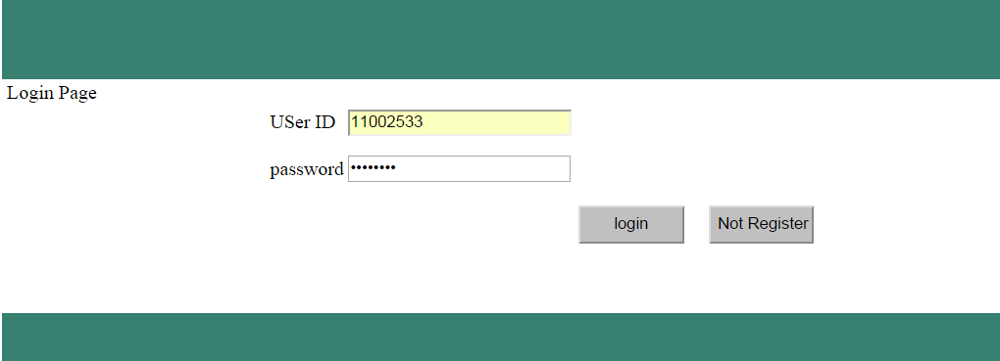 Login Page
USer ID 11002533
password ••••••••
login Not Register